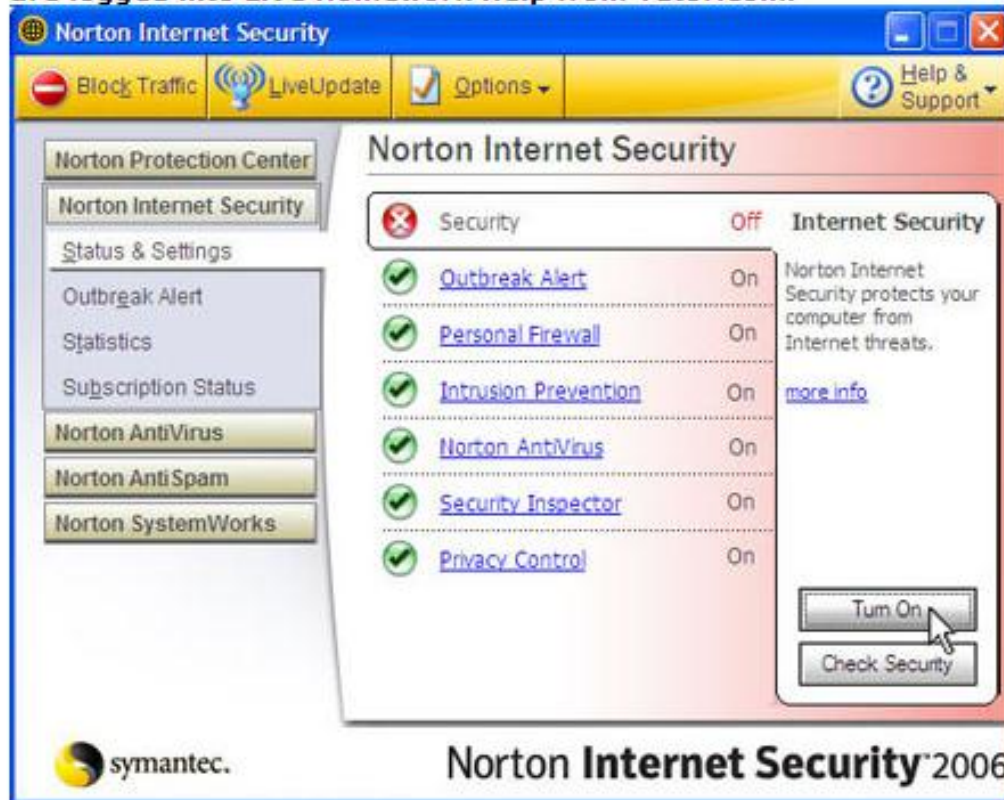 Norton Internet Security
Block Traffic LiveUpdate Options Help & Support
Norton Protection Center
Norton Internet Security
Status & Settings
Outbreak Alert
Statistics
Subscription Status
Norton AntiVirus
Norton AntiSpam
Norton SystemWorks
Norton Internet Security
Security Off
Outbreak Alert On
Personal Firewall On
Intrusion Prevention On
Norton AntiVirus On
Security Inspector On
Privacy Control On
Internet Security
Norton Internet
Security protects your
computer from
Internet threats.
more info
Turn On
Check Security
symantec.
Norton Internet Security 2006